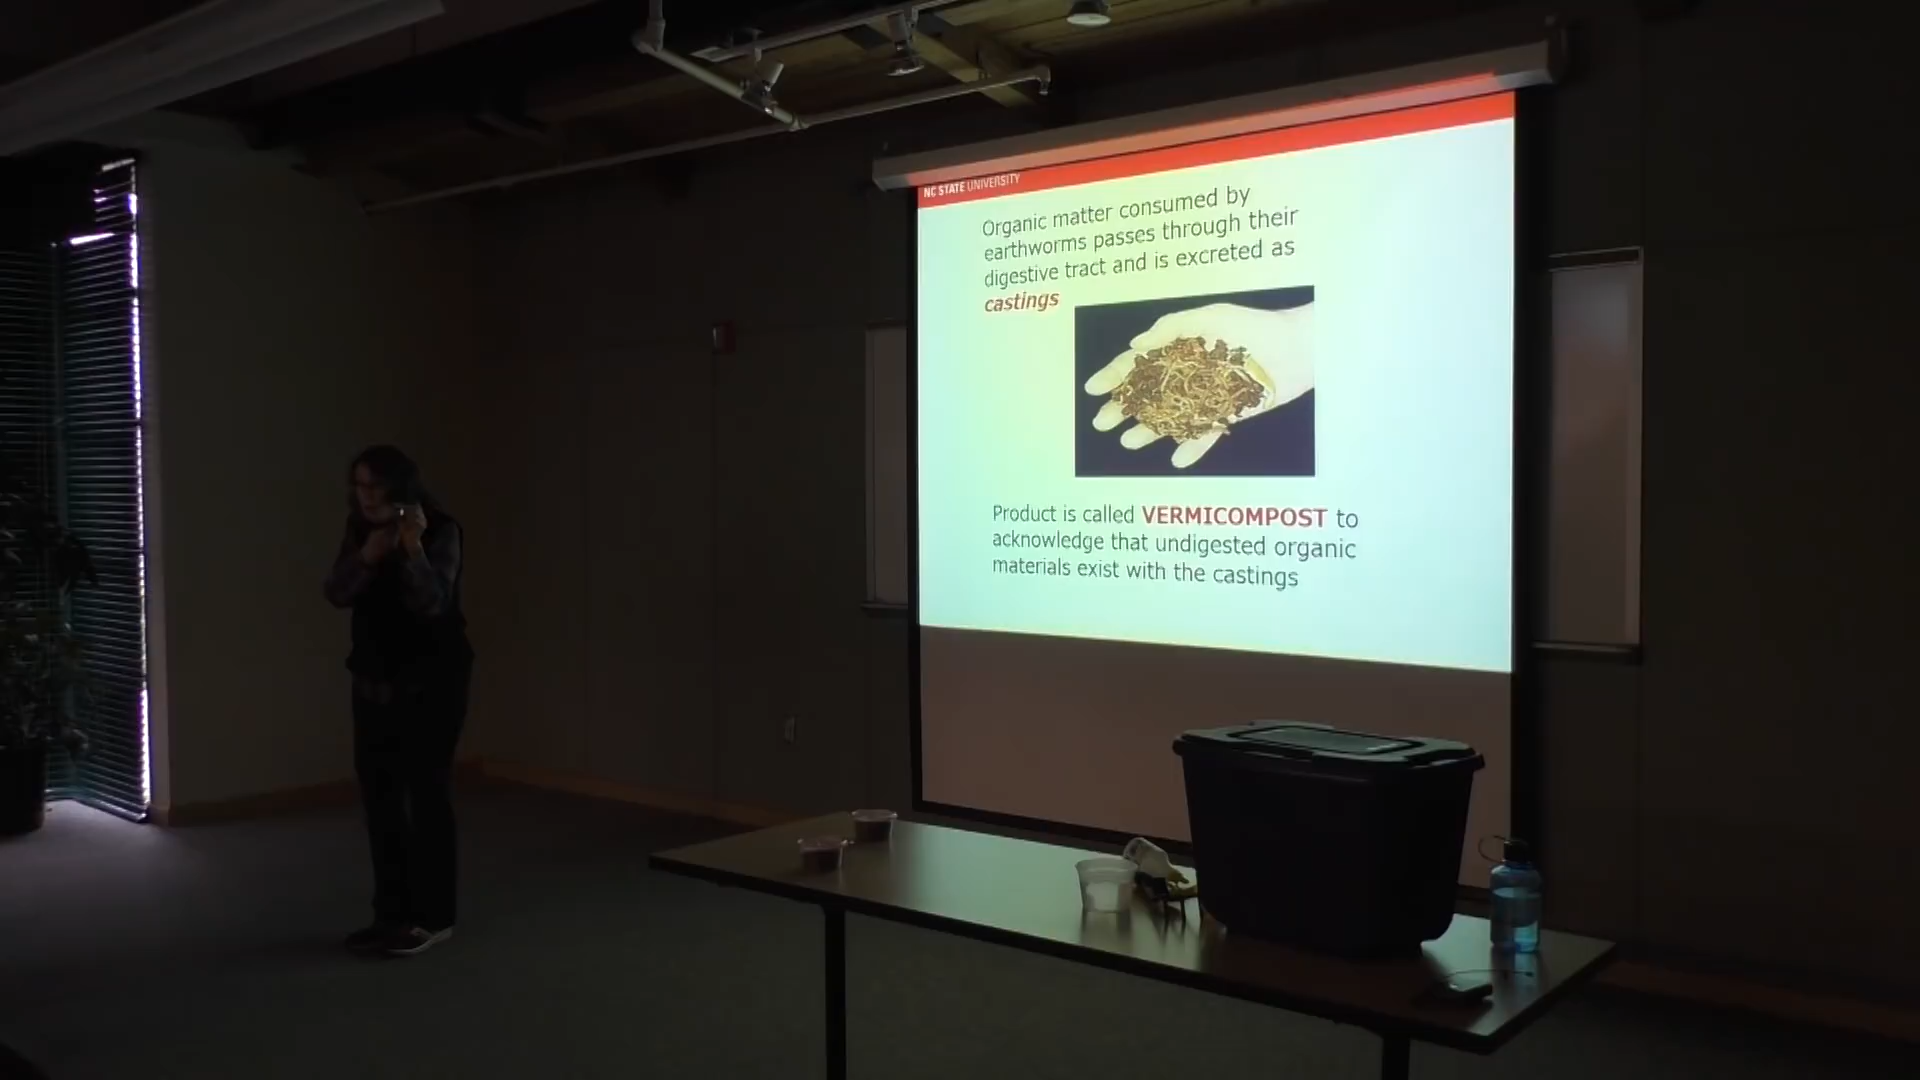 NC STATE UNIVERSITY
Organic matter consumed by
earthworms passes through their
digestive tract and is excreted as
castings
Product is called VERMICOMPOST to
acknowledge that undigested organic
materials exist with the castings